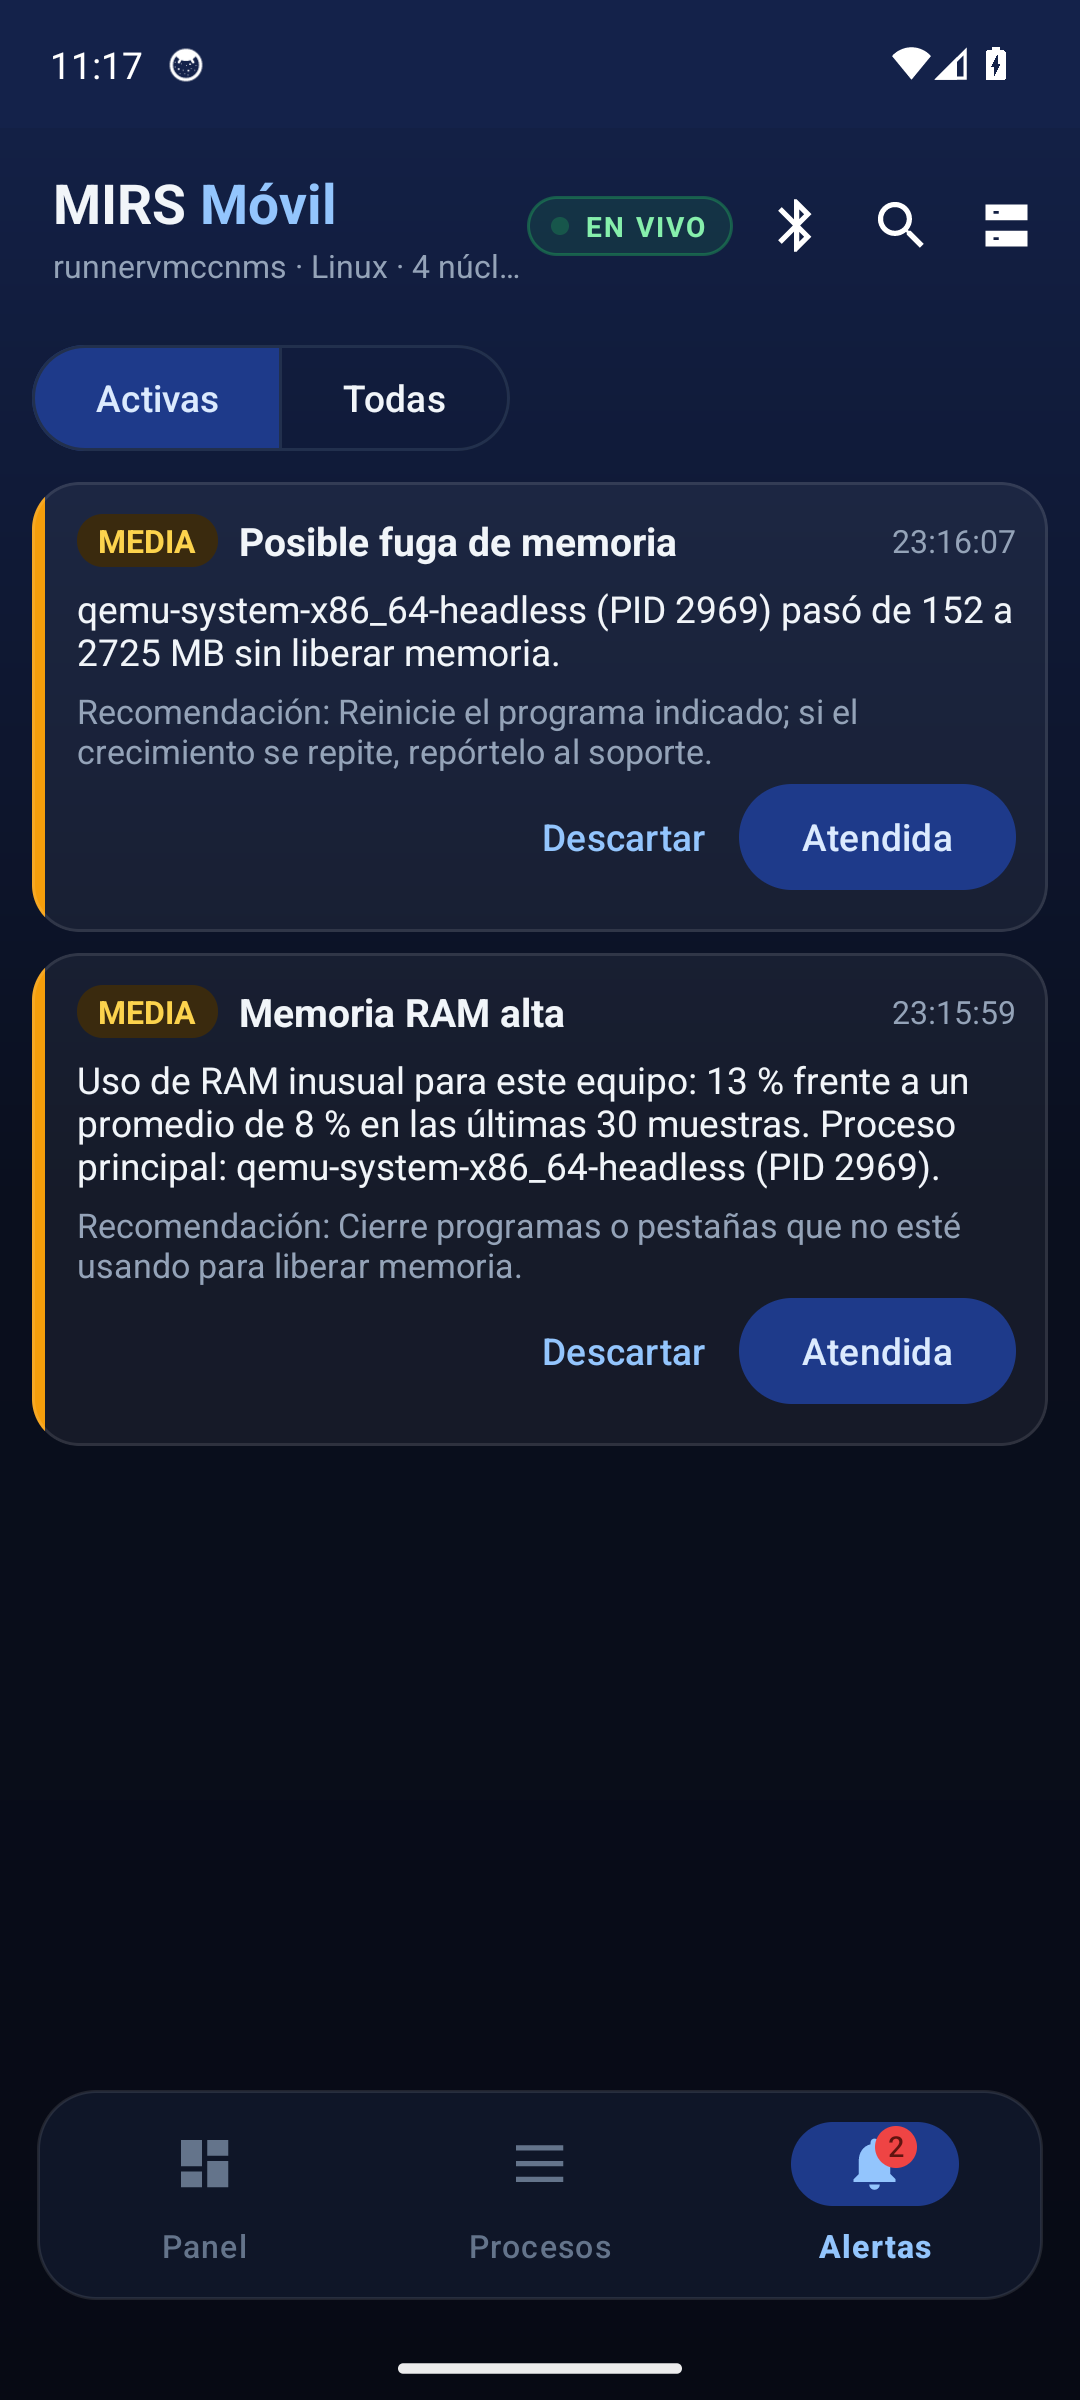 11:17
MIRS Móvil
runnervmccnms · Linux · 4 núcl...
EN VIVO
Activas
Todas
MEDIA Posible fuga de memoria 23:16:07
qemu-system-x86_64-headless (PID 2969) pasó de 152 a
2725 MB sin liberar memoria.
Recomendación: Reinicie el programa indicado; si el
crecimiento se repite, repórtelo al soporte.
Descartar
Atendida
MEDIA Memoria RAM alta 23:15:59
Uso de RAM inusual para este equipo: 13 % frente a un
promedio de 8 % en las últimas 30 muestras. Proceso
principal: qemu-system-x86_64-headless (PID 2969).
Recomendación: Cierre programas o pestañas que no esté
usando para liberar memoria.
Descartar
Atendida
2
Panel
Procesos
Alertas